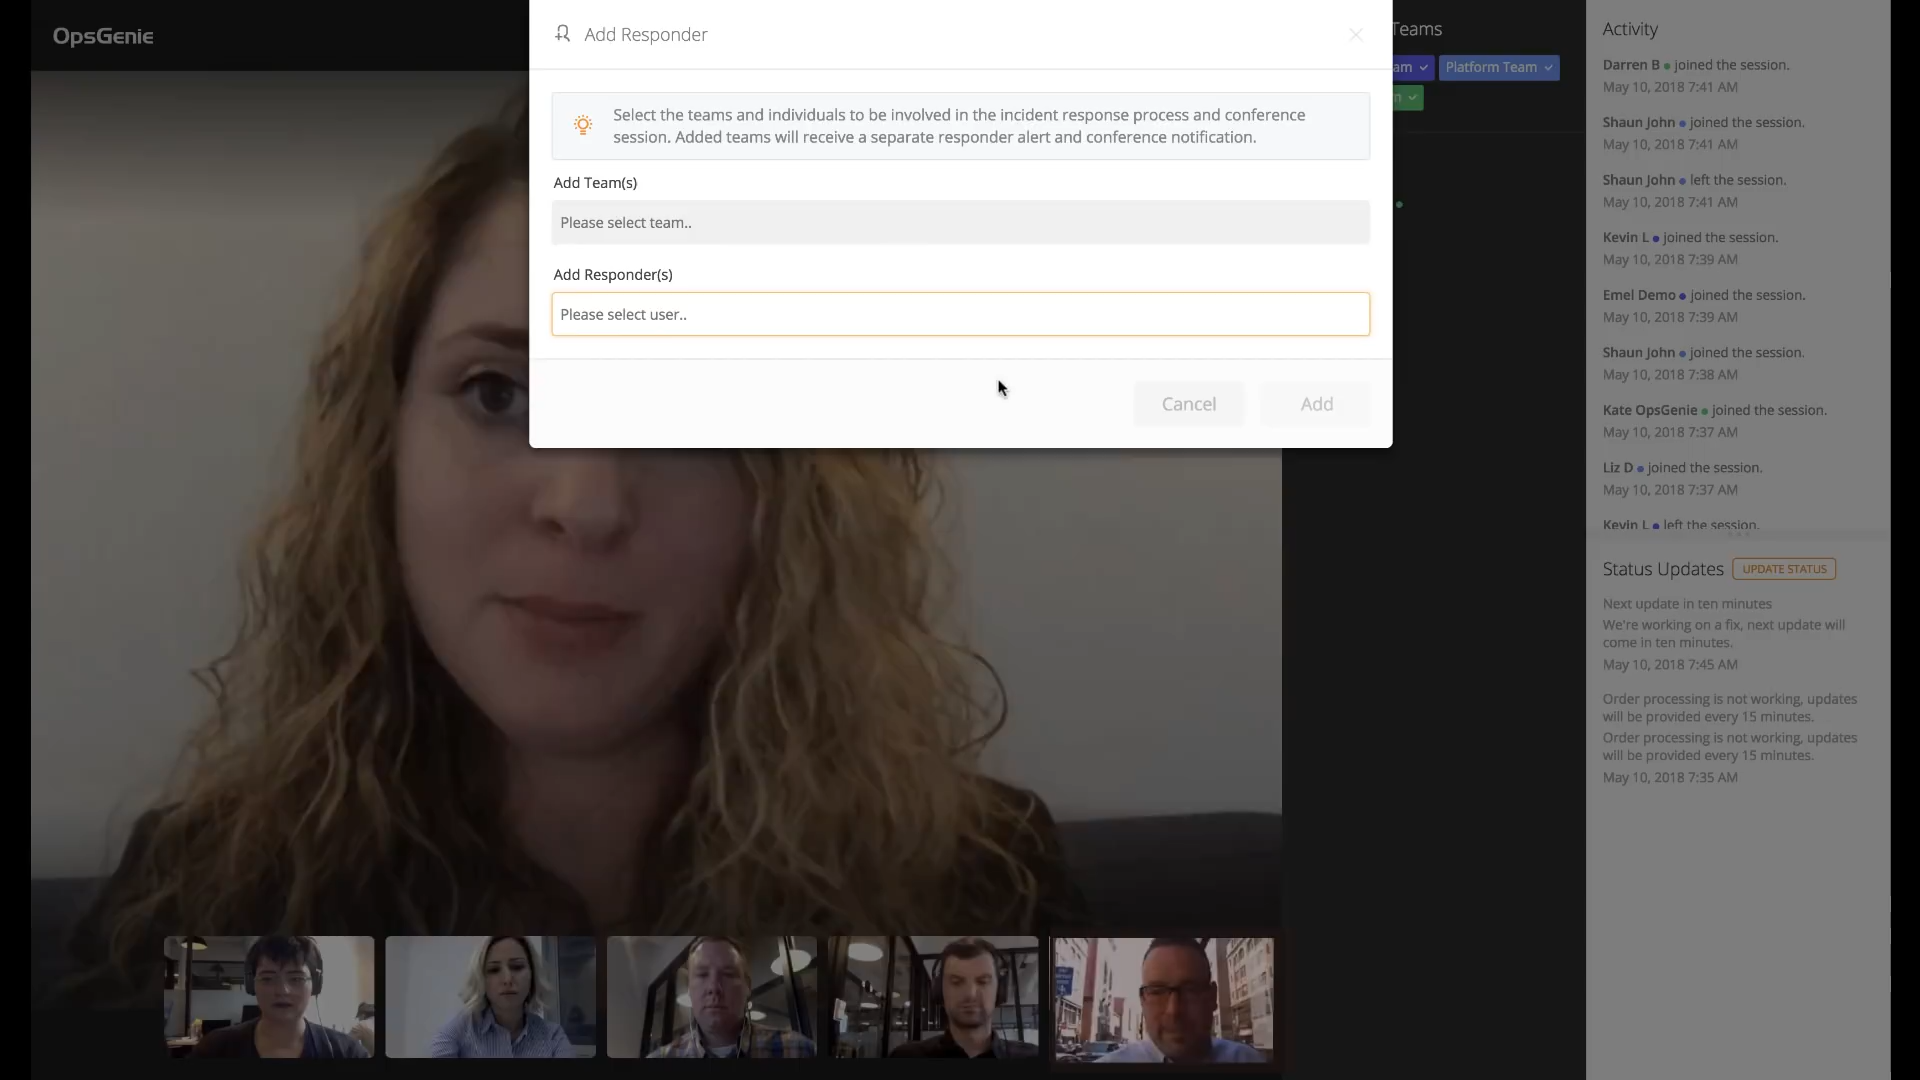 OpsGenie
Add Responder
Select the teams and individuals to be involved in the incident response process and conference
session. Added teams will receive a separate responder alert and conference notification.
Add Team(s)
Please select team..
Add Responder(s)
Please select user..
Cancel
Add
Teams
Platform Team
Activity
Darren B joined the session.
May 10, 2018 7:41 AM
Shaun John joined the session.
May 10, 2018 7:41 AM
Shaun John left the session.
May 10, 2018 7:41 AM
Kevin L joined the session.
May 10, 2018 7:39 AM
Emel Demo joined the session.
May 10, 2018 7:39 AM
Shaun John joined the session.
May 10, 2018 7:38 AM
Kate OpsGenie joined the session.
May 10, 2018 7:37 AM
Liz D joined the session.
May 10, 2018 7:37 AM
Kevin L left the session.
Status Updates
UPDATE STATUS
Next update in ten minutes
We're working on a fix, next update will
come in ten minutes.
May 10, 2018 7:45 AM
Order processing is not working, updates
will be provided every 15 minutes.
Order processing is not working, updates
will be provided every 15 minutes.
May 10, 2018 7:35 AM